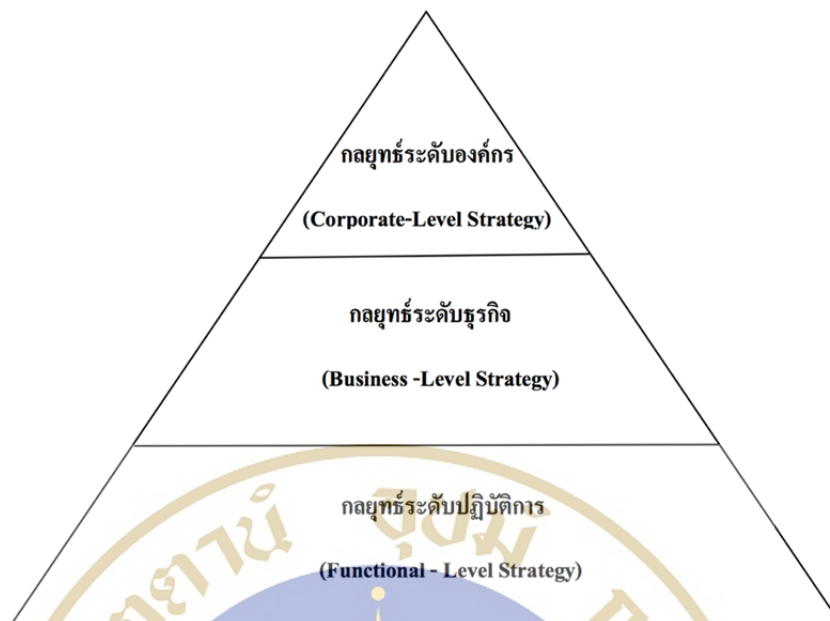 กลยุทธ์ระดับองค์กร
(Corporate-Level Strategy)
กลยุทธ์ระดับธุรกิจ
(Business -Level Strategy)
กลยุทธ์ระดับปฏิบัติการ
(Functional - Level Strategy)